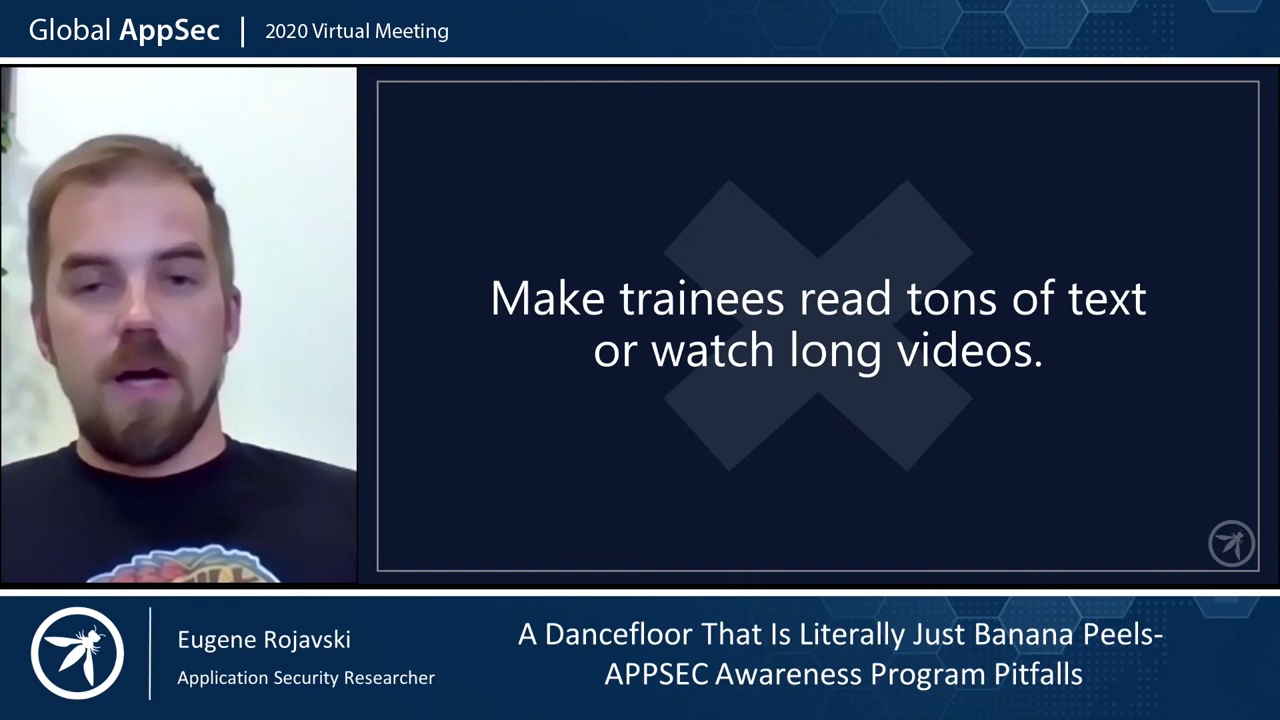 Global AppSec | 2020 Virtual Meeting
Make trainees read tons of text
or watch long videos.
Eugene Rojavski
Application Security Researcher
A Dancefloor That Is Literally Just Banana Peels-
APPSEC Awareness Program Pitfalls